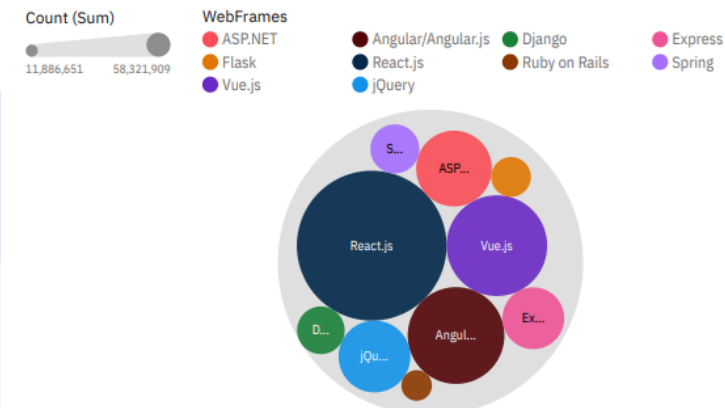 Count (Sum)
11,886,651 58,321,909
WebFrames
ASP.NET Angular/Angular.js Django Express
Flask React.js Ruby on Rails Spring
Vue.js jQuery
S...
ASP...
React.js Vue.js
D... Ex...
jQu... Angul...